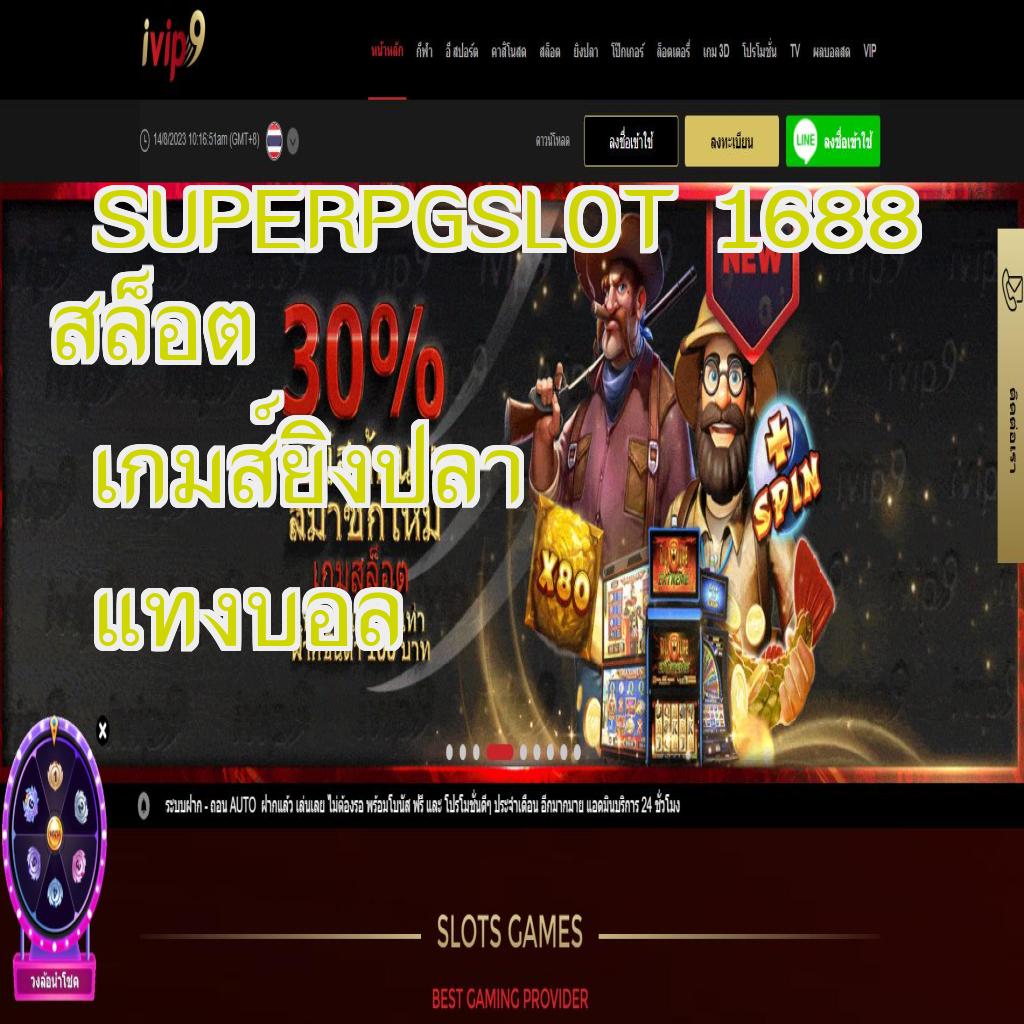 ivip9
หน้าหลัก กีฬา อีสปอร์ต คาสิโนสด สล็อต ยิงปลา โป๊กเกอร์ ล็อตเตอรี่ เกม 3D โปรโมชั่น TV ผลบอลสด VIP
14/8/2023 10:16:51am (GMT+8)
ดาวน์โหลด ลงชื่อเข้าใช้ ลงทะเบียน LINE ลงชื่อเข้าใช้
SUPERPGSLOT 1688
NEW
สล็อต
30%
เกมส์ยิงปลา
สมาชิกใหม่
+ SPIN
X80
เกมสล็อต
แทงบอล
ติดต่อเรา
X
ระบบฝาก - ถอน AUTO ฝากแล้ว เล่นเลย ไม่ต้องรอ พร้อมโบนัส ฟรี และ โปรโมชั่นดีๆ ประจำเดือน อีกมากมาย แอดมินบริการ 24 ชั่วโมง
SLOTS GAMES
วงล้อนำโชค
BEST GAMING PROVIDER